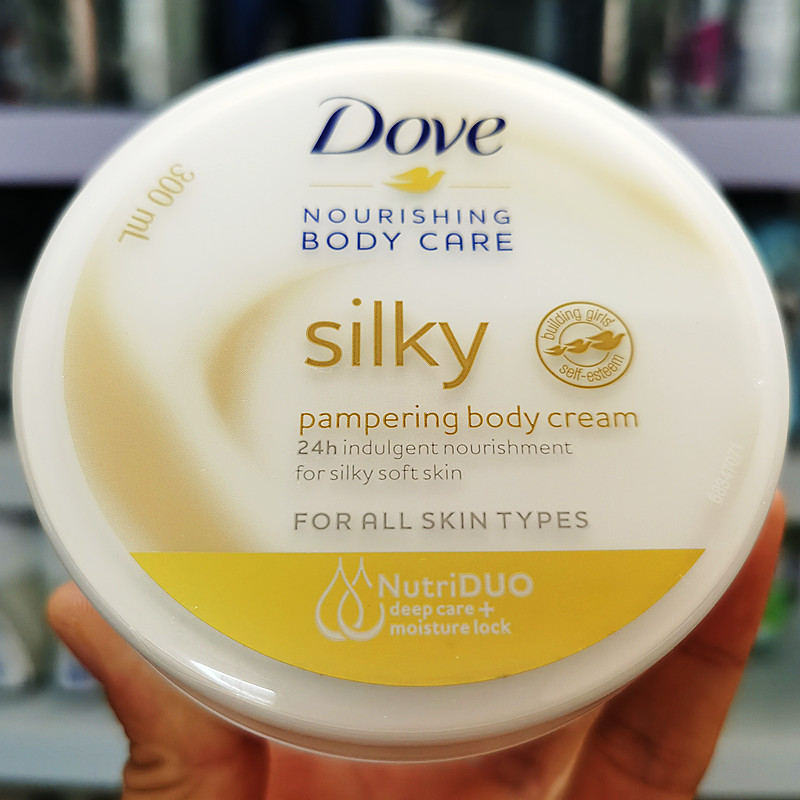 Dove
300 mL
NOURISHING
BODY CARE
silky
building girls'
self-esteem
pampering body cream
24h indulgent nourishment
for silky soft skin
FOR ALL SKIN TYPES
NutriDUO
deep care +
moisture lock